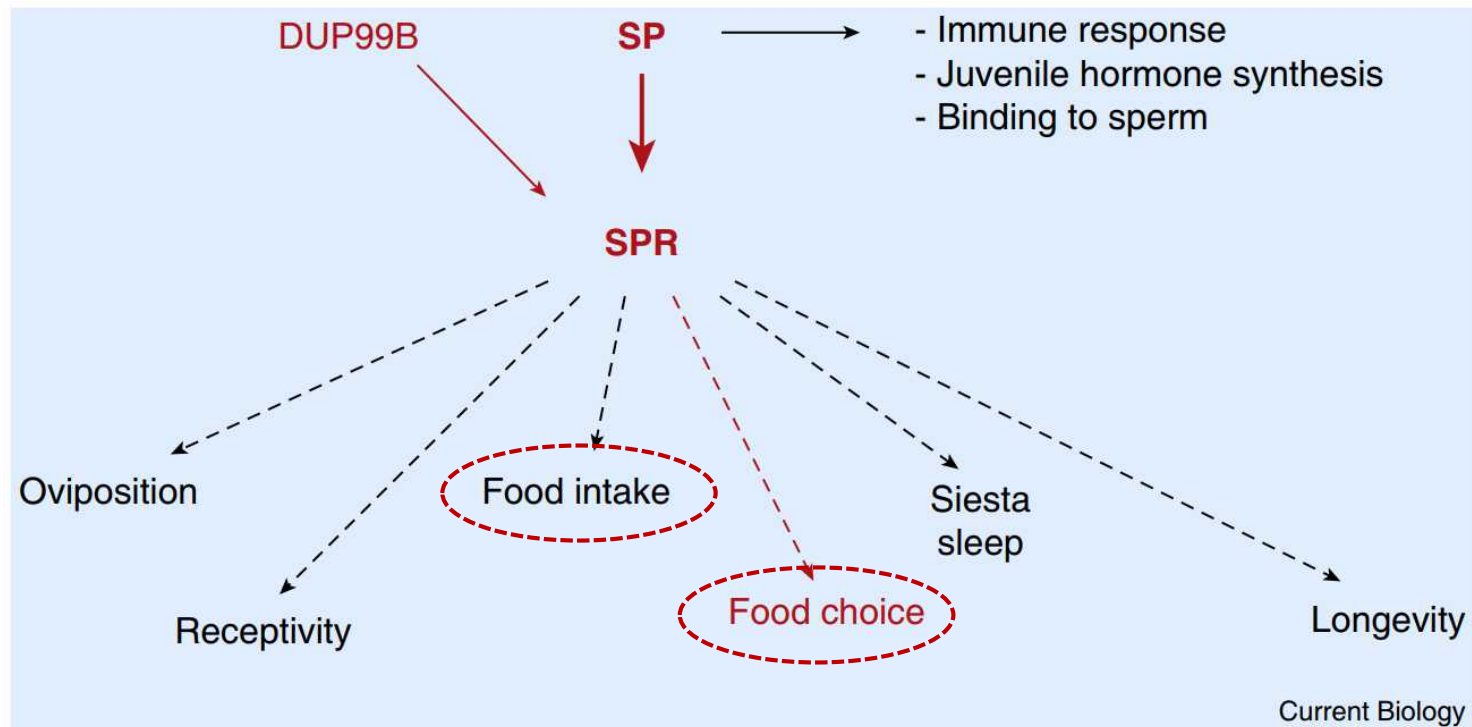 DUP99B
SP
- Immune response
- Juvenile hormone synthesis
- Binding to sperm
SPR
Oviposition
Food intake
Siesta
sleep
Receptivity
Food choice
Longevity
Current Biology